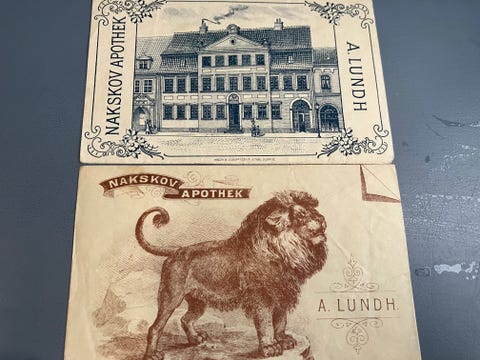 NAKSKOV APOTHEK
A. LUNDH
NAKSKOV
APOTHEK
A. LUNDH.